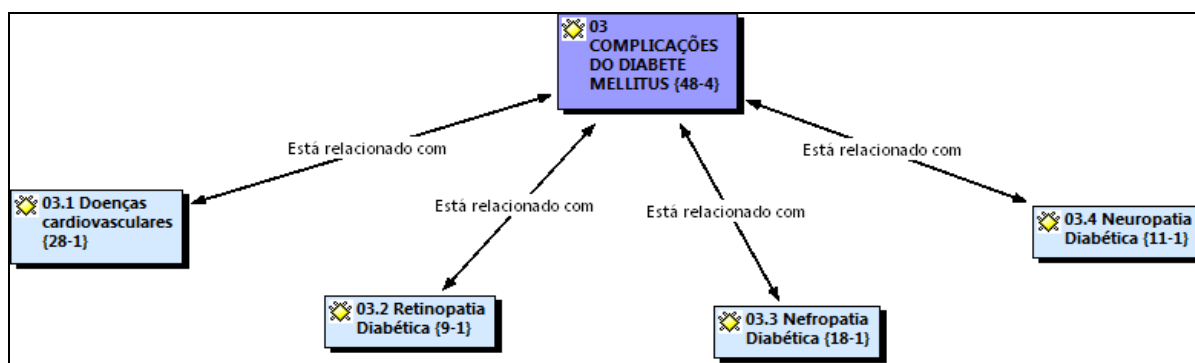 03
COMPLICAÇÕES
DO DIABETE
MELLITUS {48-4}
Está relacionado com
Está relacionado com
Está relacionado com
Está relacionado com
03.1 Doenças
cardiovasculares
{28-1}
03.4 Neuropatia
Diabética {11-1}
03.2 Retinopatia
Diabética {9-1}
03.3 Nefropatia
Diabética {18-1}